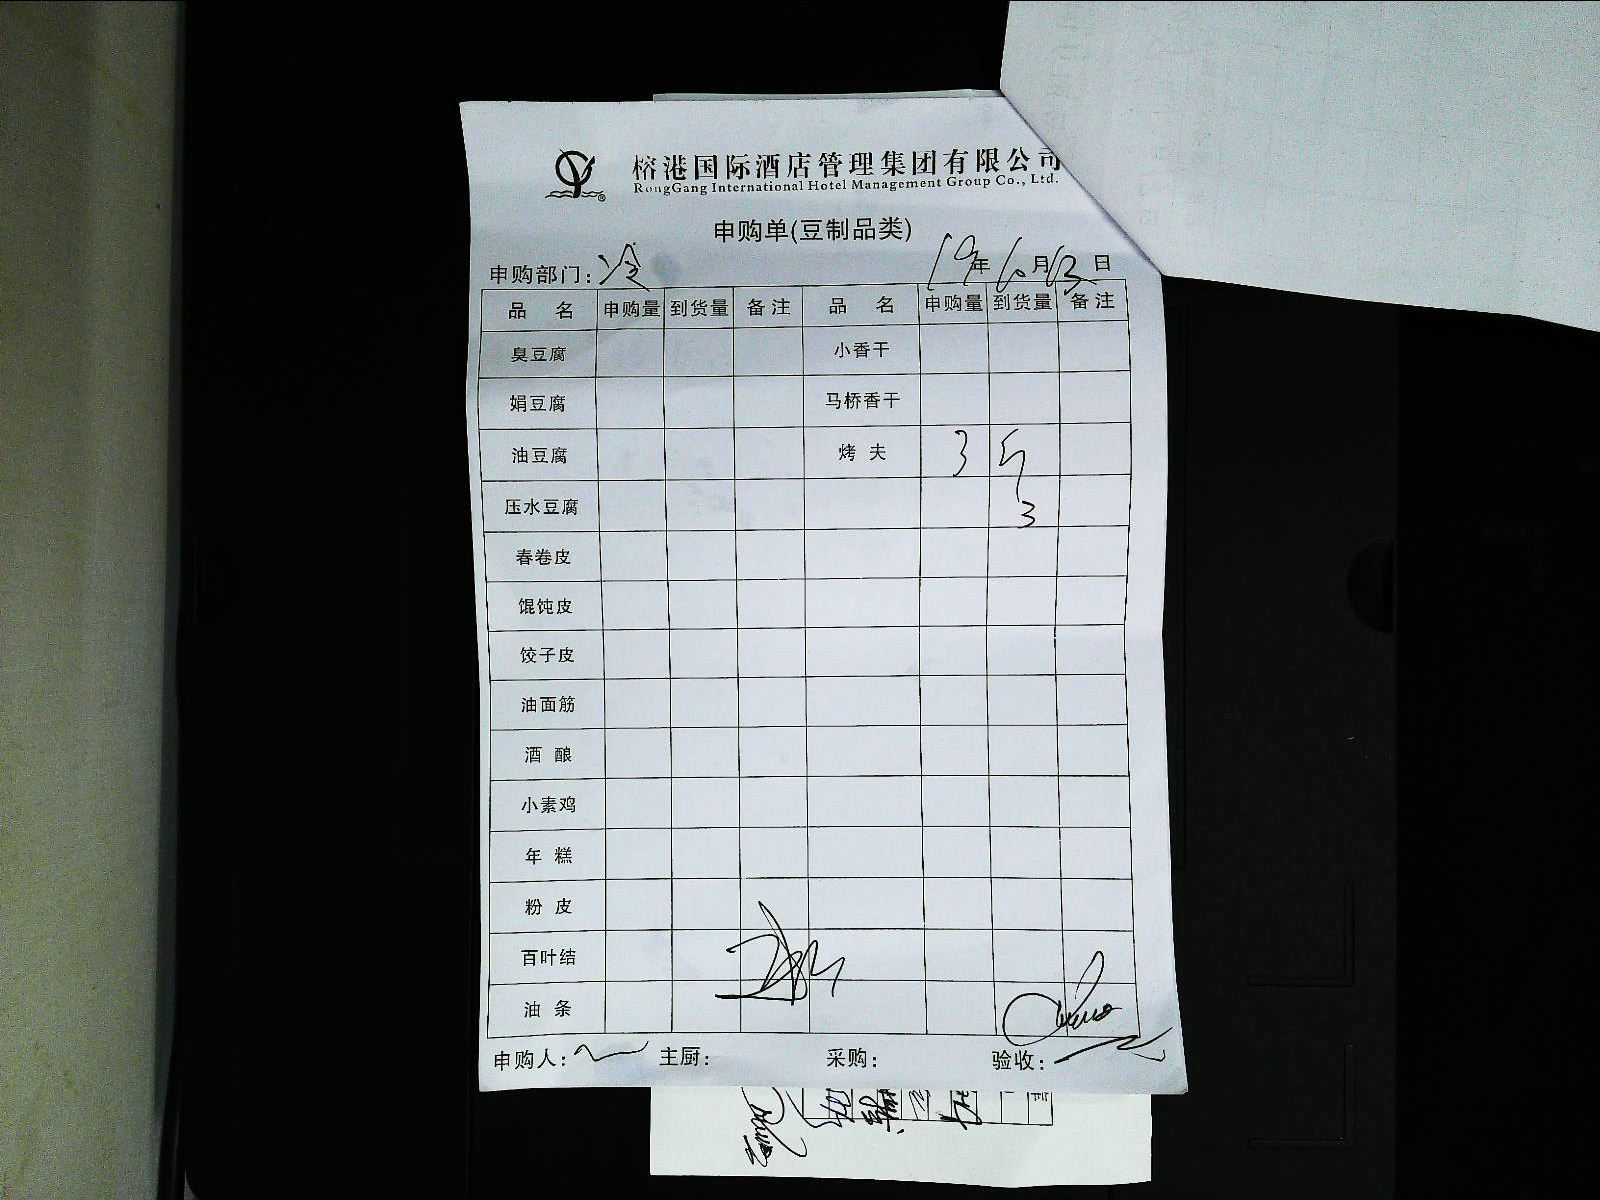 榕港国际酒店管理集团有限公司
RongGang International Hotel Management Group Co., Ltd.
申购单(豆制品类)
申购部门: 冷 19年6月13日
品 名 申购量 到货量 备注 品 名 申购量 到货量 备注
臭豆腐 小香干
娟豆腐 马桥香干
油豆腐 烤 夫 3 斤
压水豆腐 3
春卷皮
馄饨皮
饺子皮
油面筋
酒 酿
小素鸡
年 糕
粉 皮
百叶结
油 条
申购人: 主厨: 采购: 验收: